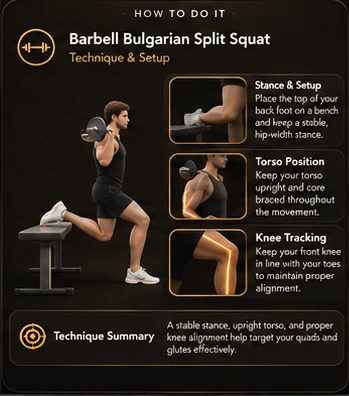 HOW TO DO IT
Barbell Bulgarian Split Squat
Technique & Setup
Stance & Setup
Place the top of your
back foot on a bench
and keep a stable,
hip-width stance.
Torso Position
Keep your torso
upright and core
braced throughout
the movement.
Knee Tracking
Keep your front knee
in line with your toes
to maintain proper
alignment.
Technique Summary
A stable stance, upright torso, and proper
knee alignment help target your quads and
glutes effectively.